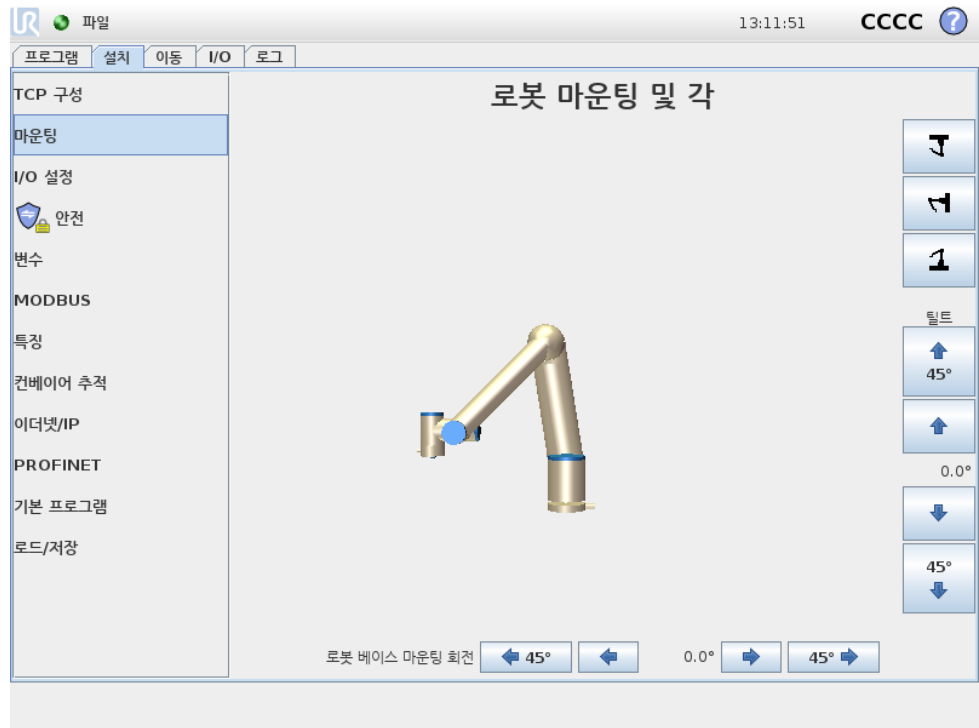 UR 파일 13:11:51 CCCC ?
프로그램 설치 이동 I/O 로그
TCP 구성
마운팅
I/O 설정
안전
변수
MODBUS
특징
컨베이어 추적
이더넷/IP
PROFINET
기본 프로그램
로드/저장
로봇 마운팅 및 각
틸트
45°
0.0°
45°
로봇 베이스 마운팅 회전 45° 0.0° 45°